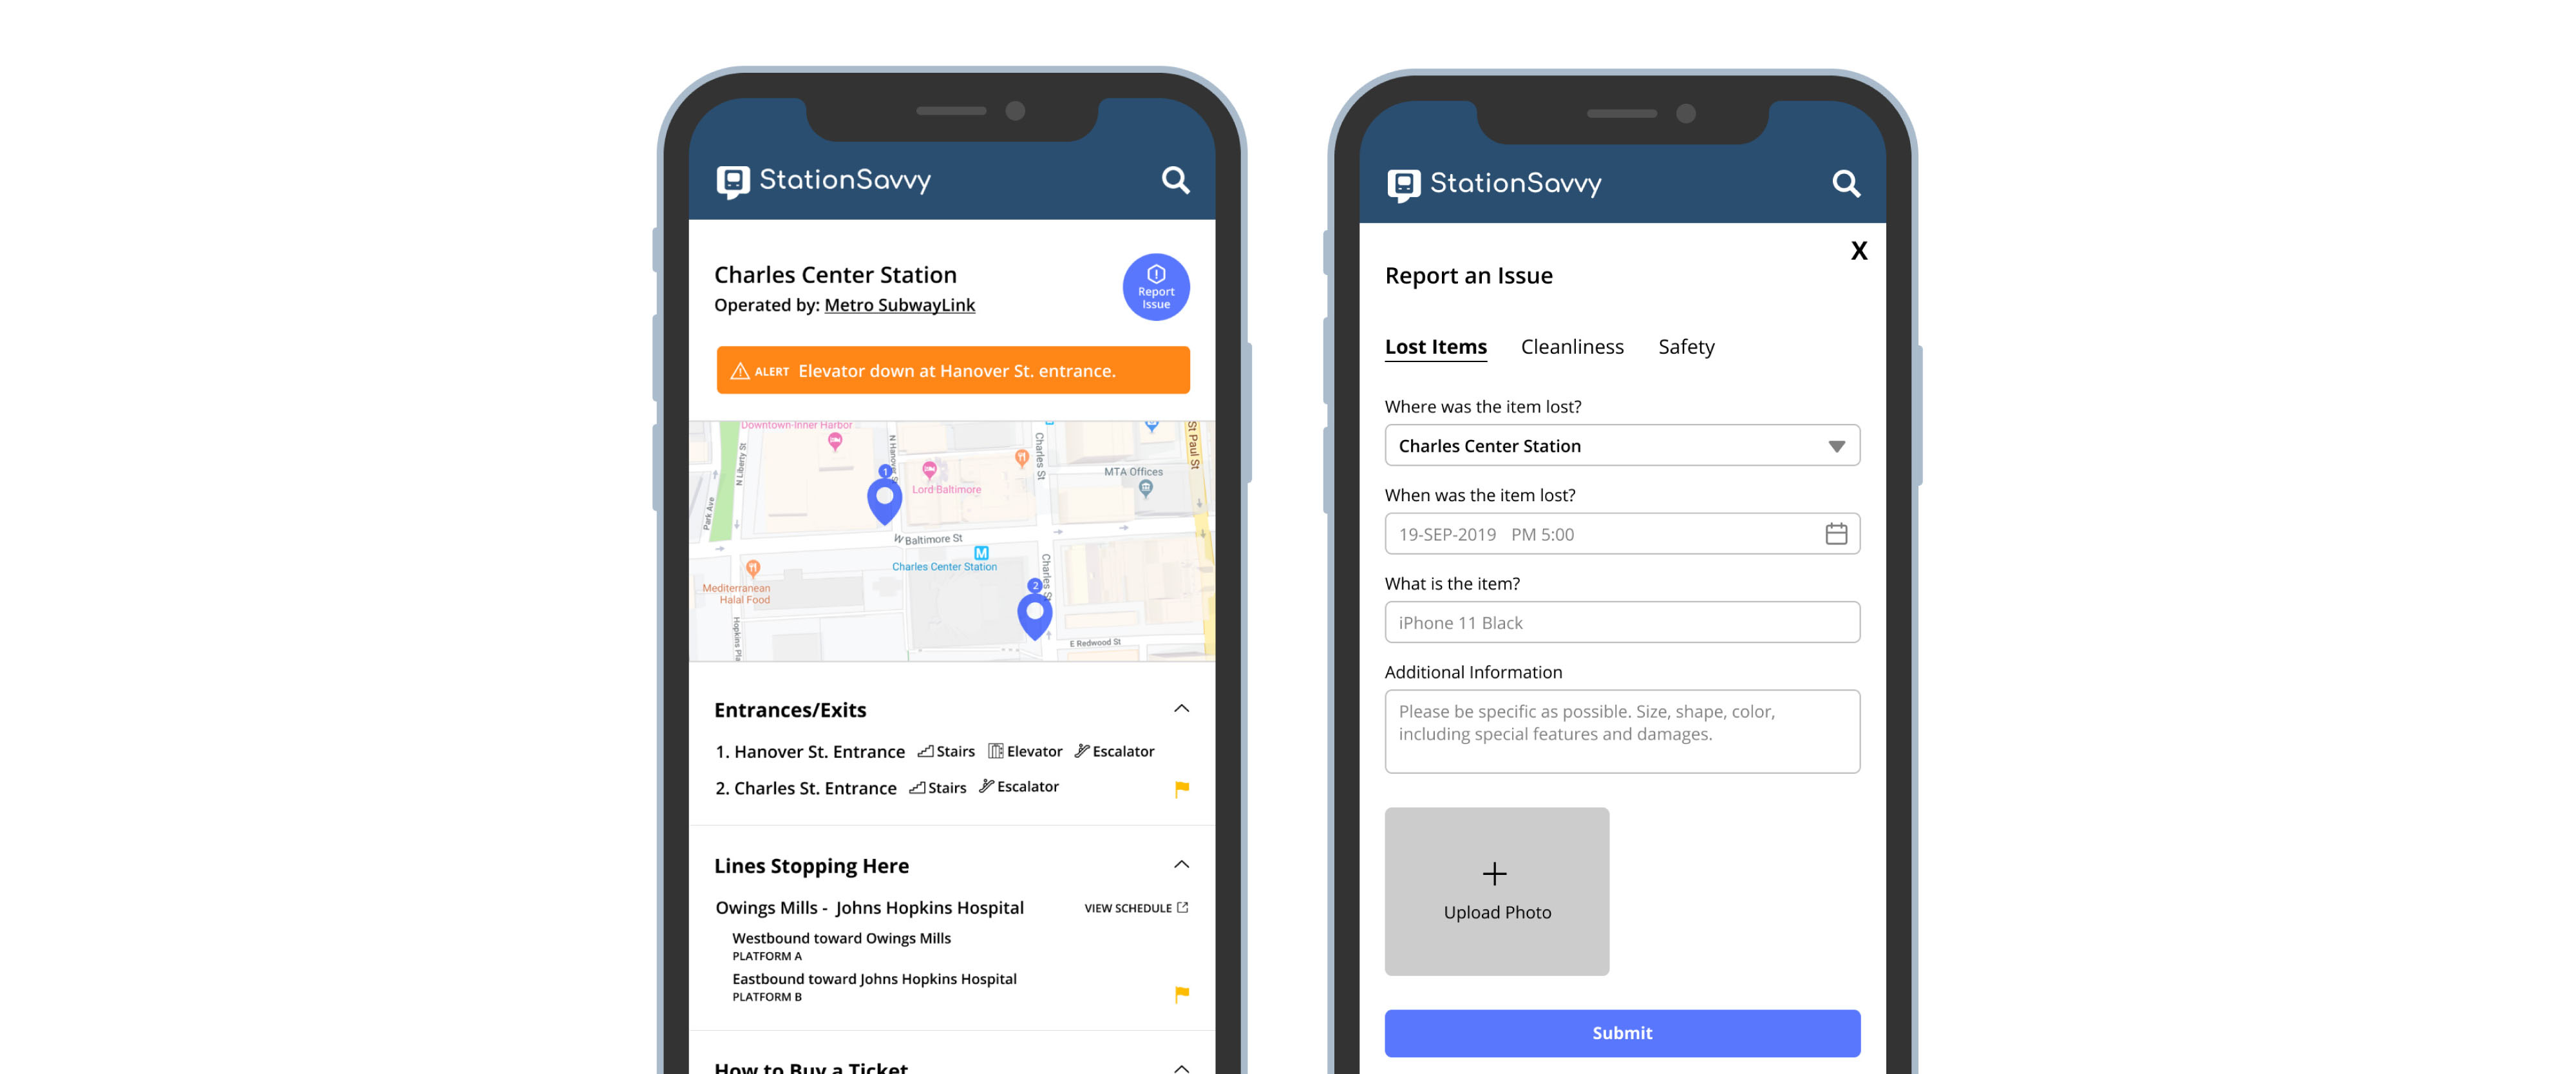 StationSavvy
Charles Center Station
Operated by: Metro SubwayLink
Report
Issue
ALERT Elevator down at Hanover St. entrance.
Downtown-Inner Harbor
N Liberty St
Charles St
St Paul St
MTA Offices
1
Lord Baltimore
Park Ave
W Baltimore St
M
Charles Center Station
Charles St
2
Mediterranean
Halal Food
E Redwood St
Entrances/Exits
1. Hanover St. Entrance Stairs Elevator Escalator
2. Charles St. Entrance Stairs Escalator
Lines Stopping Here
Owings Mills - Johns Hopkins Hospital VIEW SCHEDULE
Westbound toward Owings Mills
PLATFORM A
Eastbound toward Johns Hopkins Hospital
PLATFORM B
How to Buy a Ticket
StationSavvy
X
Report an Issue
Lost Items Cleanliness Safety
Where was the item lost?
Charles Center Station
When was the item lost?
19-SEP-2019 PM 5:00
What is the item?
iPhone 11 Black
Additional Information
Please be specific as possible. Size, shape, color,
including special features and damages.
Upload Photo
Submit